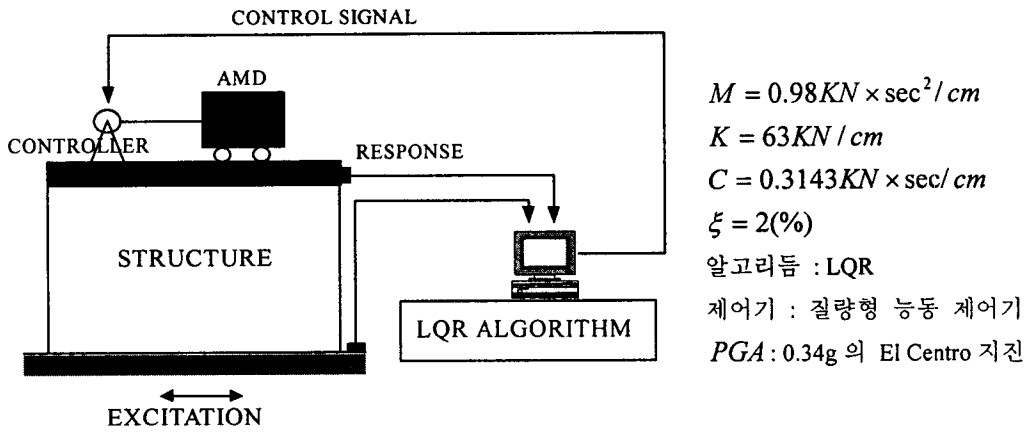 CONTROL SIGNAL
AMD
CONTROLLER
RESPONSE
STRUCTURE
LQR ALGORITHM
EXCITATION
M = 0.98KN × sec²/cm
K = 63KN / cm
C = 0.3143KN × sec/cm
ξ = 2(%)
알고리듬 : LQR
제어기 : 질량형 능동 제어기
PGA : 0.34g 의 El Centro 지진